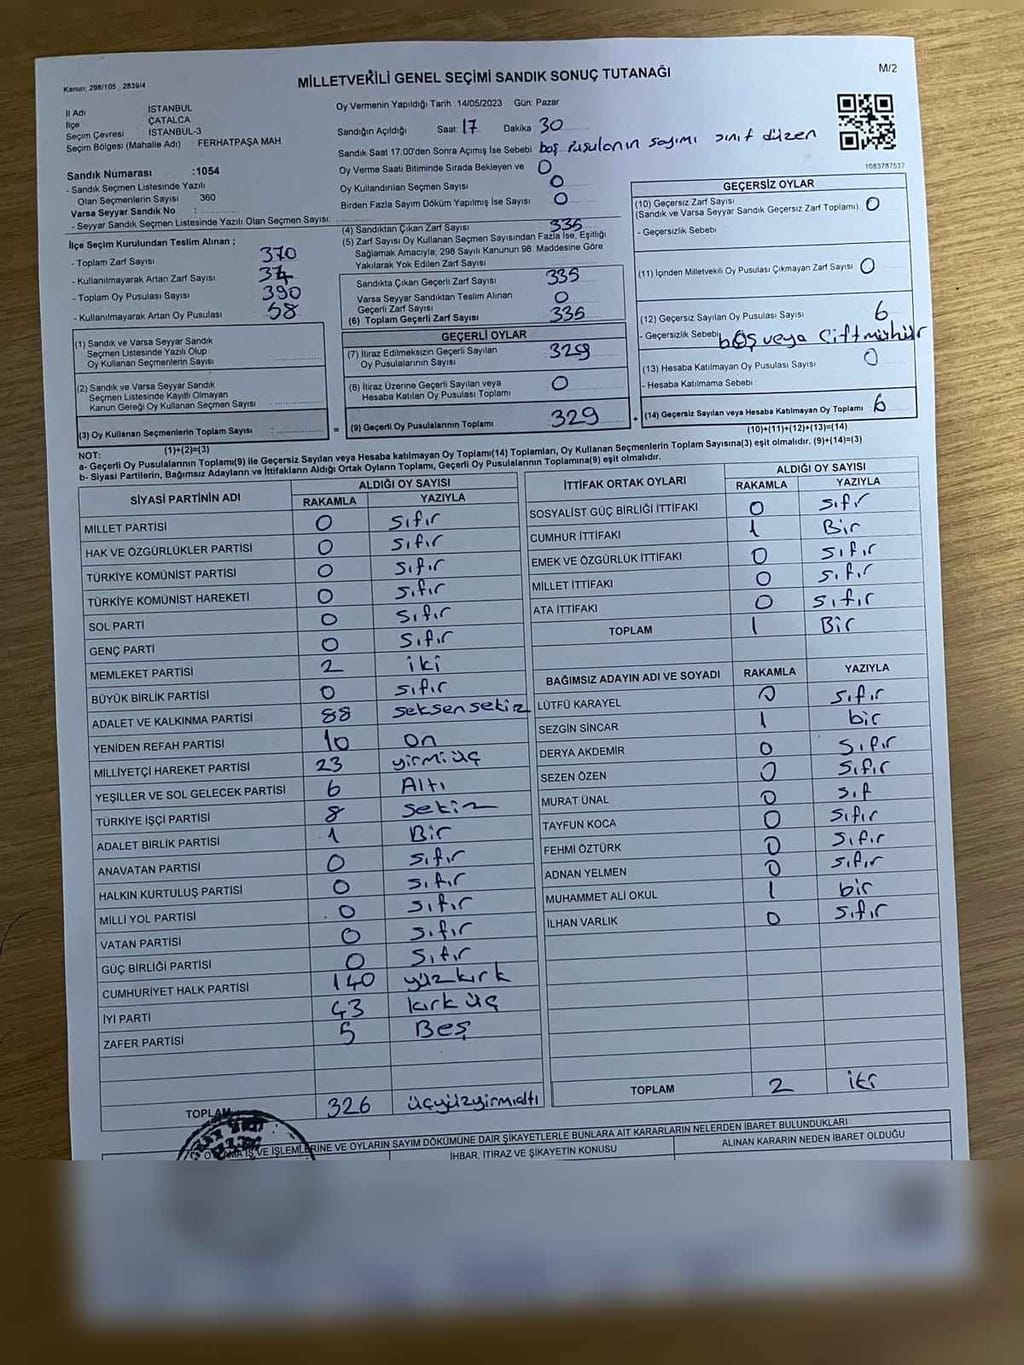 Kanun: 298/105 , 2839/4
MİLLETVEKİLİ GENEL SEÇİMİ SANDIK SONUÇ TUTANAĞI
M/2
İl Adı İSTANBUL
İlçe ÇATALCA
Seçim Çevresi İSTANBUL-3
Seçim Bölgesi (Mahalle Adı) : FERHATPAŞA MAH
Oy Vermenin Yapıldığı Tarih :14/05/2023 Gün: Pazar
Sandığın Açıldığı Saat: 17 Dakika 30
Sandık Saat 17:00'den Sonra Açımış İse Sebebi boş pusulanın sayımı sınıf düzen
Oy Verme Saati Bitiminde Sırada Bekleyen ve 0
Oy Kullandırılan Seçmen Sayısı 0
Birden Fazla Sayım Döküm Yapılmış İse Sayısı 0
1083787537
Sandık Numarası :1054
- Sandık Seçmen Listesinde Yazılı
Olan Seçmenlerin Sayısı 360
Varsa Seyyar Sandık No :
- Seyyar Sandık Seçmen Listesinde Yazılı Olan Seçmen Sayısı:
İlçe Seçim Kurulundan Teslim Alınan ;
- Toplam Zarf Sayısı 370
- Kullanılmayarak Artan Zarf Sayısı
- Toplam Oy Pusulası Sayısı 390
- Kullanılmayarak Artan Oy Pusulası 58
(1) Sandık ve Varsa Seyyar Sandık
Seçmen Listesinde Yazılı Olup
Oy Kullanan Seçmenlerin Sayısı
(2) Sandık ve Varsa Seyyar Sandık
Seçmen Listesinde Kayıtlı Olmayan
Kanun Gereği Oy Kullanan Seçmen Sayısı
(3) Oy Kullanan Seçmenlerin Toplam Sayısı :
(1)+(2)=(3)
(4) Sandıktan Çıkan Zarf Sayısı 335
(5) Zarf Sayısı Oy Kullanan Seçmen Sayısından Fazla İse, Eşitliği
Sağlamak Amacıyla; 298 Sayılı Kanunun 98. Maddesine Göre
Yakılarak Yok Edilen Zarf Sayısı
Sandıkta Çıkan Geçerli Zarf Sayısı 335
Varsa Seyyar Sandıktan Teslim Alınan
Geçerli Zarf Sayısı 0
(6) Toplam Geçerli Zarf Sayısı 335
GEÇERLİ OYLAR
(7) İtiraz Edilmeksizin Geçerli Sayılan
Oy Pusulalarının Sayısı 329
(8) İtiraz Üzerine Geçerli Sayılan veya
Hesaba Katılan Oy Pusulası Toplamı 0
= (9) Geçerli Oy Pusulalarının Toplamı 329 +
GEÇERSİZ OYLAR
(10) Geçersiz Zarf Sayısı
(Sandık ve Varsa Seyyar Sandık Geçersiz Zarf Toplamı) 0
- Geçersizlik Sebebi
(11) İçinden Milletvekili Oy Pusulası Çıkmayan Zarf Sayısı 0
(12) Geçersiz Sayılan Oy Pusulası Sayısı 6
- Geçersizlik Sebebi boş veya çift mühür
(13) Hesaba Katılmayan Oy Pusulası Sayısı 0
- Hesaba Katılmama Sebebi
(14) Geçersiz Sayılan veya Hesaba Katılmayan Oy Toplamı 6
(10)+(11)+(12)+(13)=(14)
NOT:
a- Geçerli Oy Pusulalarının Toplamı(9) ile Geçersiz Sayılan veya Hesaba katılmayan Oy Toplamı(14) Toplamları, Oy Kullanan Seçmenlerin Toplam Sayısına(3) eşit olmalıdır. (9)+(14)=(3)
b- Siyasi Partilerin, Bağımsız Adayların ve İttifakların Aldığı Ortak Oyların Toplamı, Geçerli Oy Pusulalarının Toplamına(9) eşit olmalıdır.
SİYASİ PARTİNİN ADI ALDIĞI OY SAYISI
RAKAMLA YAZIYLA
MİLLET PARTİSİ 0 sıfır
HAK VE ÖZGÜRLÜKLER PARTİSİ 0 sıfır
TÜRKİYE KOMÜNİST PARTİSİ 0 sıfır
TÜRKİYE KOMÜNİST HAREKETİ 0 sıfır
SOL PARTİ 0 sıfır
GENÇ PARTİ 0 sıfır
MEMLEKET PARTİSİ 2 iki
BÜYÜK BİRLİK PARTİSİ 0 sıfır
ADALET VE KALKINMA PARTİSİ 88 seksensekiz
YENİDEN REFAH PARTİSİ 10 on
MİLLİYETÇİ HAREKET PARTİSİ 23 yirmiüç
YEŞİLLER VE SOL GELECEK PARTİSİ 6 Altı
TÜRKİYE İŞÇİ PARTİSİ 8 sekiz
ADALET BİRLİK PARTİSİ 1 Bir
ANAVATAN PARTİSİ 0 sıfır
HALKIN KURTULUŞ PARTİSİ 0 sıfır
MİLLİ YOL PARTİSİ 0 sıfır
VATAN PARTİSİ 0 sıfır
GÜÇ BİRLİĞİ PARTİSİ 0 sıfır
CUMHURİYET HALK PARTİSİ 140 yüzkırk
İYİ PARTİ 43 kırk üç
ZAFER PARTİSİ 5 Beş
TOPLAM 326 üçyüzyirmialtı
İTTİFAK ORTAK OYLARI ALDIĞI OY SAYISI
RAKAMLA YAZIYLA
SOSYALİST GÜÇ BİRLİĞİ İTTİFAKI 0 sıfır
CUMHUR İTTİFAKI 1 Bir
EMEK VE ÖZGÜRLÜK İTTİFAKI 0 sıfır
MİLLET İTTİFAKI 0 sıfır
ATA İTTİFAKI 0 sıfır
TOPLAM 1 Bir
BAĞIMSIZ ADAYIN ADI VE SOYADI RAKAMLA YAZIYLA
LÜTFÜ KARAYEL 0 sıfır
SEZGİN SİNCAR 1 bir
DERYA AKDEMİR 0 sıfır
SEZEN ÖZEN 0 sıfır
MURAT ÜNAL 0 sıf
TAYFUN KOCA 0 sıfır
FEHMİ ÖZTÜRK 0 sıfır
ADNAN YELMEN 0 sıfır
MUHAMMET ALİ OKUL 1 bir
İLHAN VARLIK 0 sıfır
TOPLAM 2 iki
OYLAMA İŞ VE İŞLEMLERİNE VE OYLARIN SAYIM DÖKÜMÜNE DAİR ŞİKAYETLERLE BUNLARA AİT KARARLARIN NELERDEN İBARET BULUNDUKLARI
İHBAR, İTİRAZ VE ŞİKAYETİN KONUSU ALINAN KARARIN NEDEN İBARET OLDUĞU